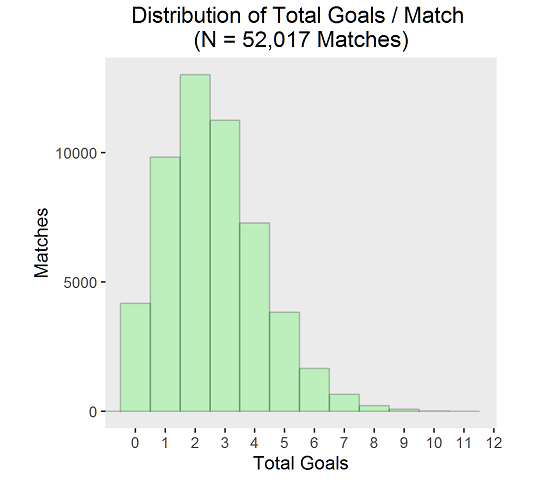 Distribution of Total Goals / Match
(N = 52,017 Matches)
10000
5000
0
Matches
0 1 2 3 4 5 6 7 8 9 10 11 12
Total Goals